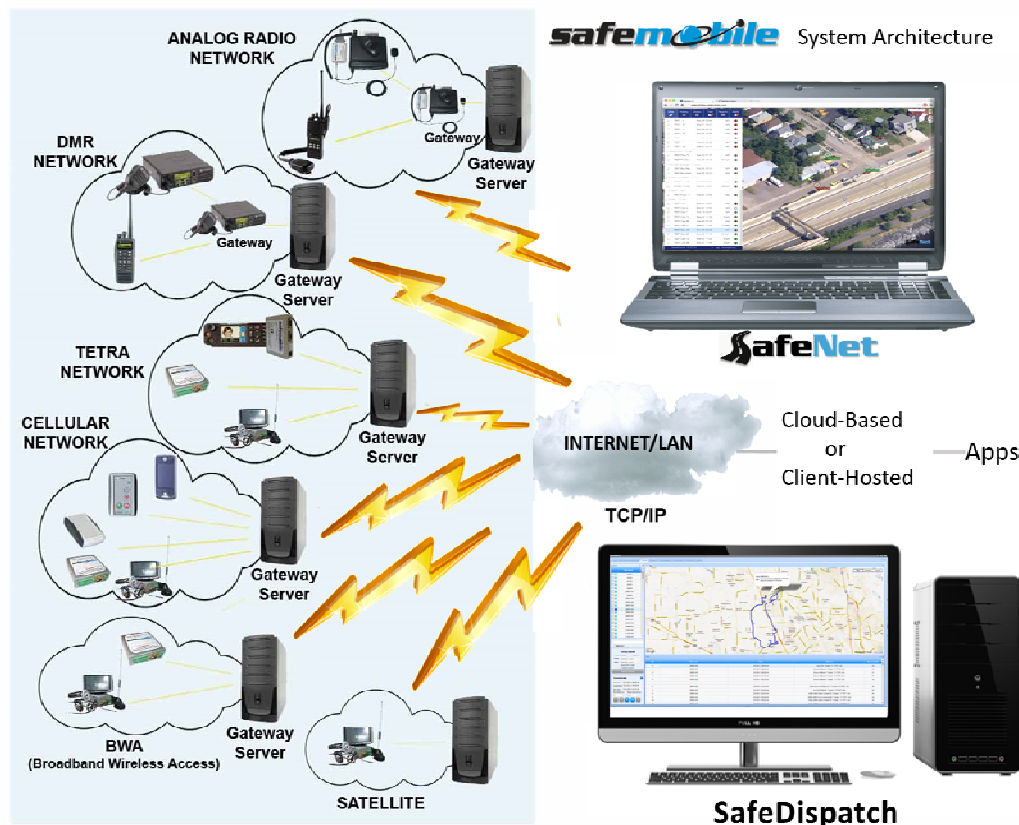 safemobile System Architecture
ANALOG RADIO
NETWORK
Gateway
Gateway
Server
DMR
NETWORK
Gateway
Gateway
Server
TETRA
NETWORK
Gateway
Server
CELLULAR
NETWORK
Gateway
Server
BWA
(Broadband Wireless Access)
Gateway
Server
SATELLITE
SafeNet
INTERNET/LAN
TCP/IP
Cloud-Based
or
Client-Hosted
Apps
FULL HD
SafeDispatch